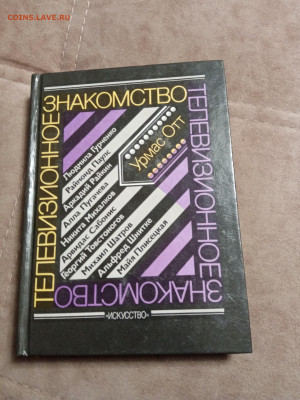 COINS.LAVE.RU
ТЕЛЕВИЗИОННОЕ
ЗНАКОМСТВО
Урмас Отт
Людмила Гурченко
Раймонд Паулс
Аркадий Райкин
Алла Пугачева
Никита Михалков
Арвидас Сабонис
Георгий Товстоногов
Михаил Шатров
Альфред Шнитке
Майя Плисецкая
ТЕЛЕВИЗИОННОЕ
ЗНАКОМСТВО
«ИСКУССТВО»